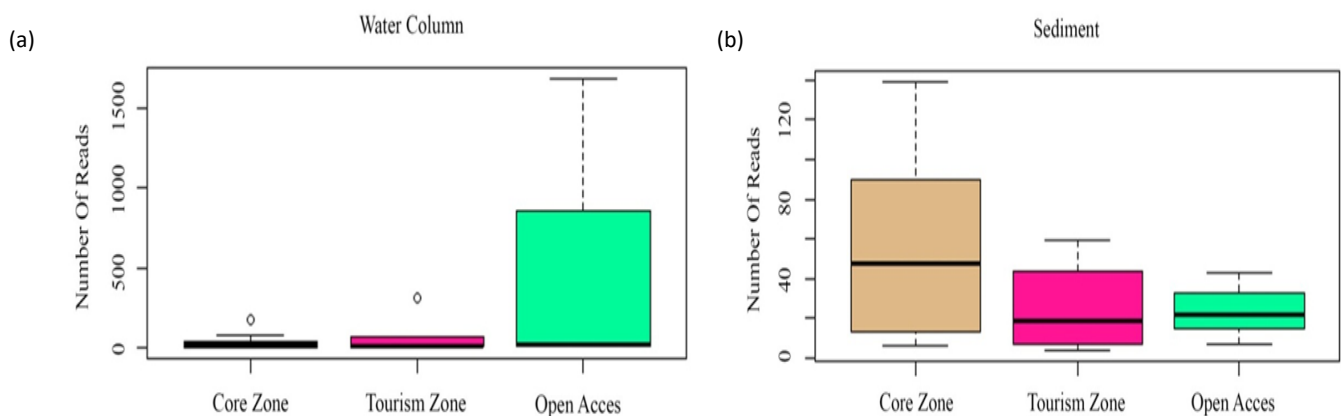 (a)
Water Column
Number Of Reads
1500
1000
500
0
Core Zone
Tourism Zone
Open Acces
(b)
Sediment
Number Of Reads
120
80
40
0
Core Zone
Tourism Zone
Open Acces